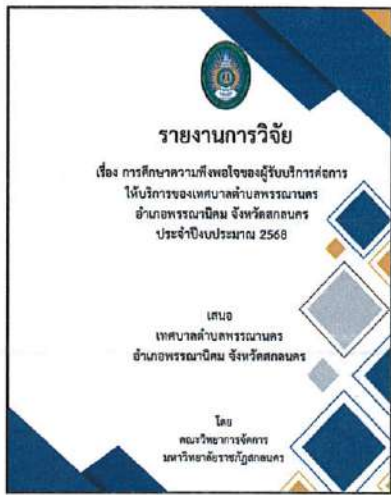 รายงานการวิจัย
เรื่อง การศึกษาความพึงพอใจของผู้รับบริการต่อการ
ให้บริการของเทศบาลตำบลพรรณานคร
อำเภอพรรณานิคม จังหวัดสกลนคร
ประจำปีงบประมาณ 2568
เสนอ
เทศบาลตำบลพรรณานคร
อำเภอพรรณานิคม จังหวัดสกลนคร
โดย
คณะวิทยาการจัดการ
มหาวิทยาลัยราชภัฏสกลนคร